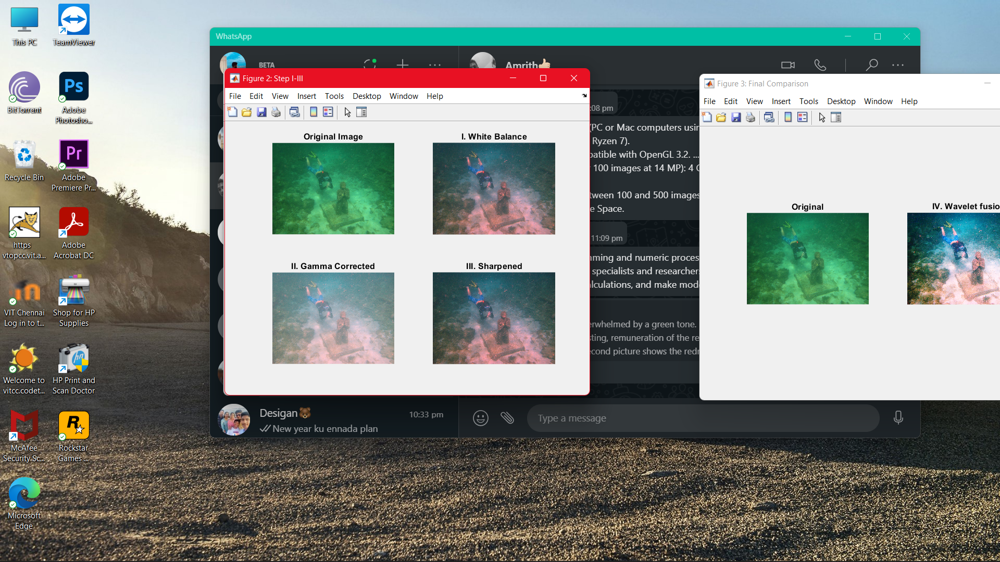 This PC
TeamViewer
BitTorrent
Adobe
Photosho...
Recycle Bin
Adobe
Premiere Pr...
https
vtopcc.vit.a...
Adobe
Acrobat DC
VIT Chennai
Log in to t...
Shop for HP
Supplies
Welcome to
vitcc.codet...
HP Print and
Scan Doctor
McAfee
Security Sc...
Rockstar
Games ...
Microsoft
Edge
WhatsApp
BETA
Amrith👍
Figure 2: Step I-III
File Edit View Insert Tools Desktop Window Help
Original Image
I. White Balance
II. Gamma Corrected
III. Sharpened
:08 pm
(PC or Mac computers usin
Ryzen 7).
patible with OpenGL 3.2. ...
100 images at 14 MP): 4 G
tween 100 and 500 images
e Space.
11:09 pm
mming and numeric proces
specialists and researchers
lculations, and make mod
erwhelmed by a green tone.
sting, remuneration of the re
cond picture shows the redr
Desigan🐻
10:33 pm
New year ku ennada plan
Type a message
Figure 3: Final Comparison
File Edit View Insert Tools Desktop Window Help
Original
IV. Wavelet fusio